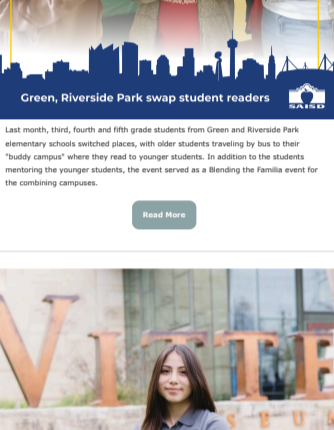 Green, Riverside Park swap student readers
SAISD
Last month, third, fourth and fifth grade students from Green and Riverside Park
elementary schools switched places, with older students traveling by bus to their
"buddy campus" where they read to younger students. In addition to the students
mentoring the younger students, the event served as a Blending the Familia event for
the combining campuses.
Read More
VITTE
SEU